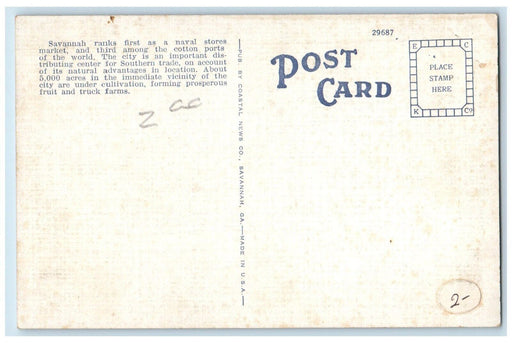 Savannah ranks first as a naval stores
market, and third among the cotton ports
of the world. The city is an important dis-
tributing center for Southern trade, on account
of its natural advantages in location. About
5,000 acres in the immediate vicinity of the
city are under cultivation, forming prosperous
fruit and truck farms.
PUB. BY COASTAL NEWS CO., SAVANNAH, GA.—MADE IN U.S.A.—
29687
POST
CARD
E C
PLACE
STAMP
HERE
K Co
2-